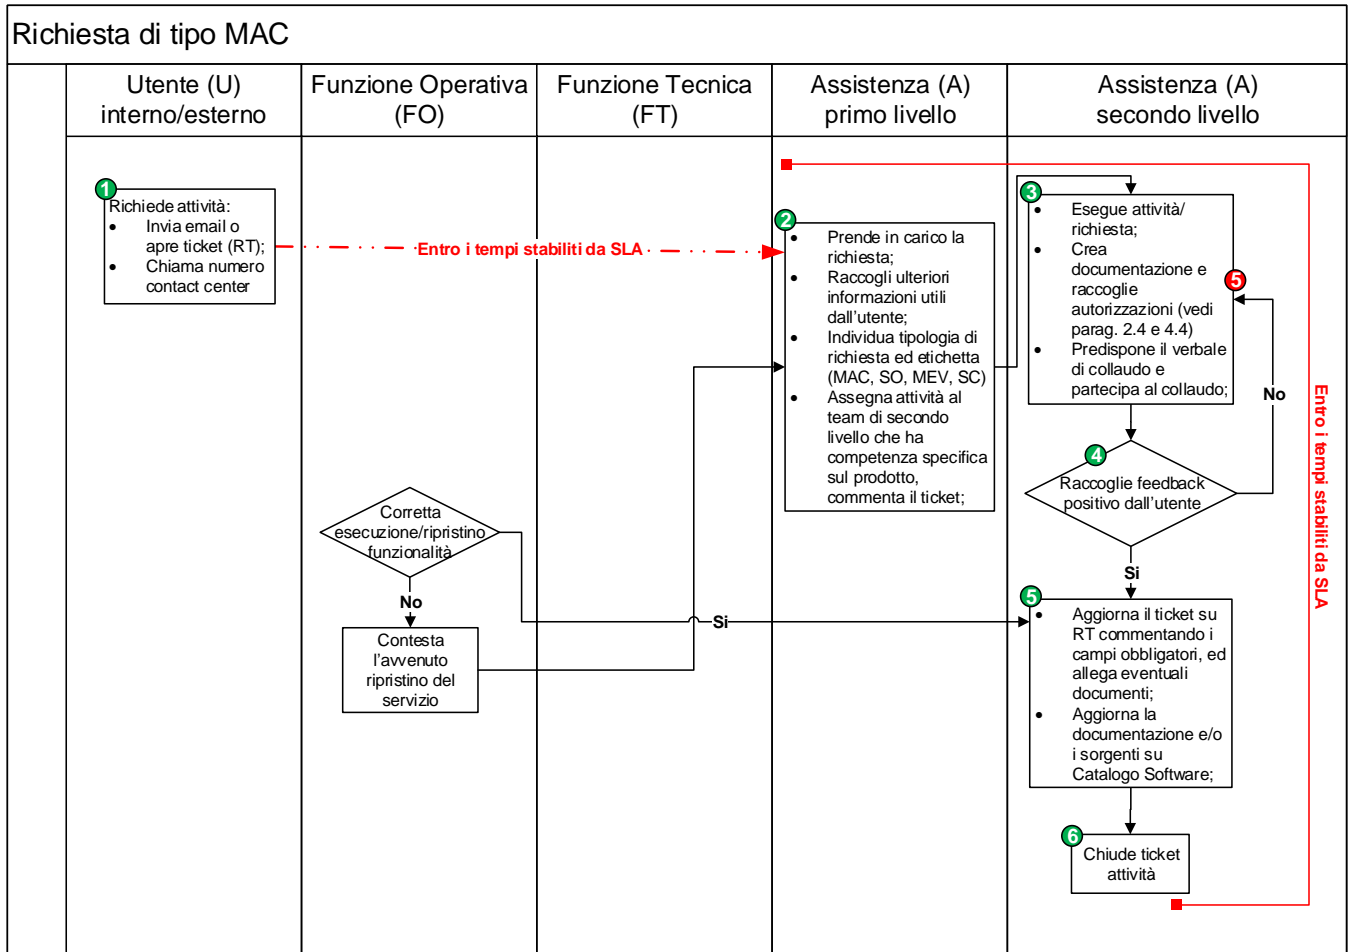 Richiesta di tipo MAC
Utente (U)
interno/esterno
Funzione Operativa
(FO)
Funzione Tecnica
(FT)
Assistenza (A)
primo livello
Assistenza (A)
secondo livello
1
Richiede attività:
• Invia email o
apre ticket (RT);
• Chiama numero
contact center
Entro i tempi stabiliti da SLA
2
• Prende in carico la
richiesta;
• Raccogli ulteriori
informazioni utili
dall'utente;
• Individua tipologia di
richiesta ed etichetta
(MAC, SO, MEV, SC)
• Assegna attività al
team di secondo
livello che ha
competenza specifica
sul prodotto,
commenta il ticket;
3
• Esegue attività/
richiesta;
• Crea
documentazione e
raccoglie
autorizzazioni (vedi
parag. 2.4 e 4.4)
• Predispone il verbale
di collaudo e
partecipa al collaudo;
5
No
Entro i tempi stabiliti da SLA
4
Raccoglie feedback
positivo dall'utente
Si
Corretta
esecuzione/ripristino
funzionalità
No
Si
Contesta
l'avvenuto
ripristino del
servizio
5
• Aggiorna il ticket su
RT commentando i
campi obbligatori, ed
allega eventuali
documenti;
• Aggiorna la
documentazione e/o
i sorgenti su
Catalogo Software;
6
Chiude ticket
attività